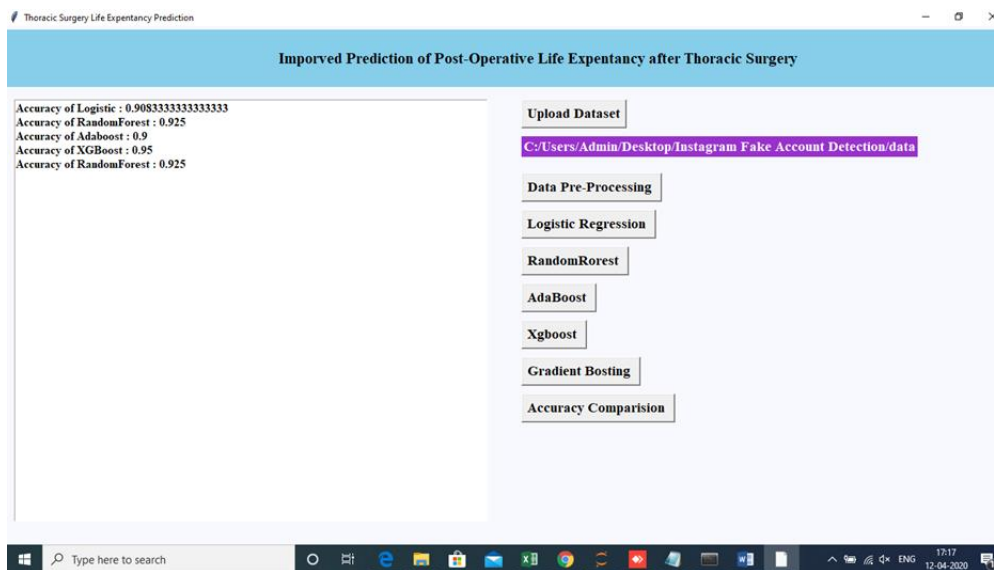 Thoracic Surgery Life Expentancy Prediction
Imporved Prediction of Post-Operative Life Expentancy after Thoracic Surgery
Accuracy of Logistic : 0.9083333333333333
Accuracy of RandomForest : 0.925
Accuracy of Adaboost : 0.9
Accuracy of XGBoost : 0.95
Accuracy of RandomForest : 0.925
Upload Dataset
C:/Users/Admin/Desktop/Instagram Fake Account Detection/data
Data Pre-Processing
Logistic Regression
RandomRorest
AdaBoost
Xgboost
Gradient Bosting
Accuracy Comparision
Type here to search
ENG
17:17
12-04-2020